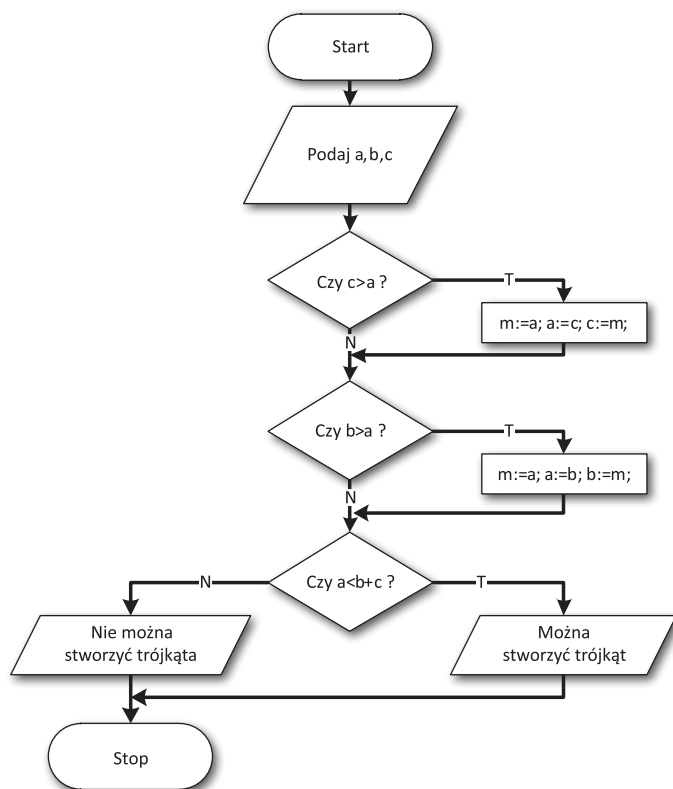 Start
Podaj a,b,c
Czy c>a ?
T
m:=a; a:=c; c:=m;
N
Czy b>a ?
T
m:=a; a:=b; b:=m;
N
Czy a<b+c ?
N
T
Nie można
stworzyć trójkąta
Można
stworzyć trójkąt
Stop